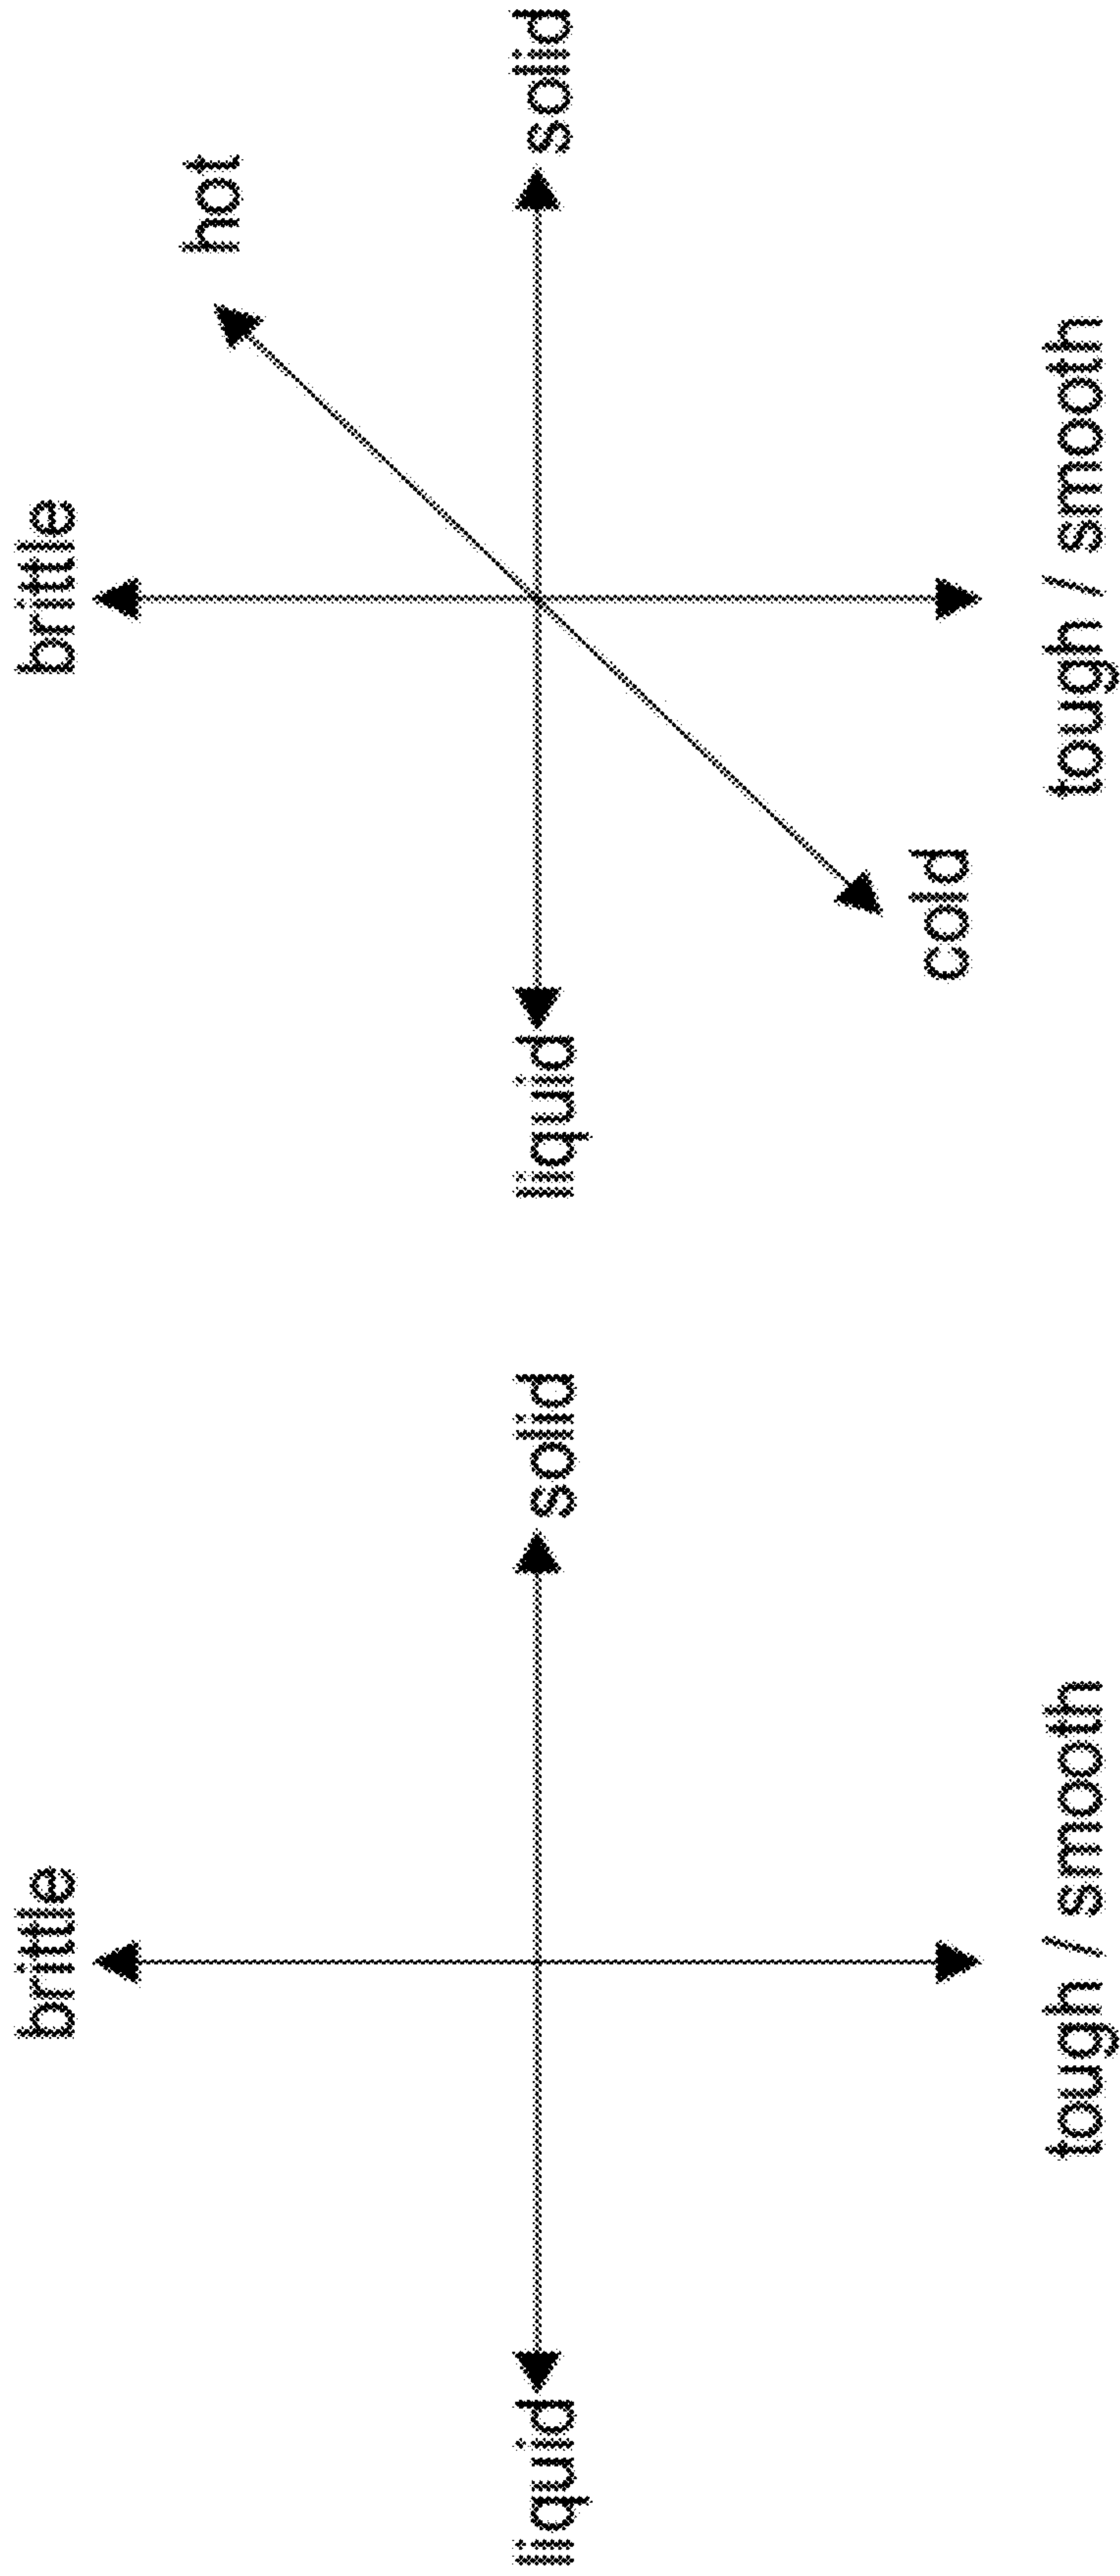 brittle
liquid
solid
tough / smooth
brittle
hot
liquid
solid
cold
tough / smooth